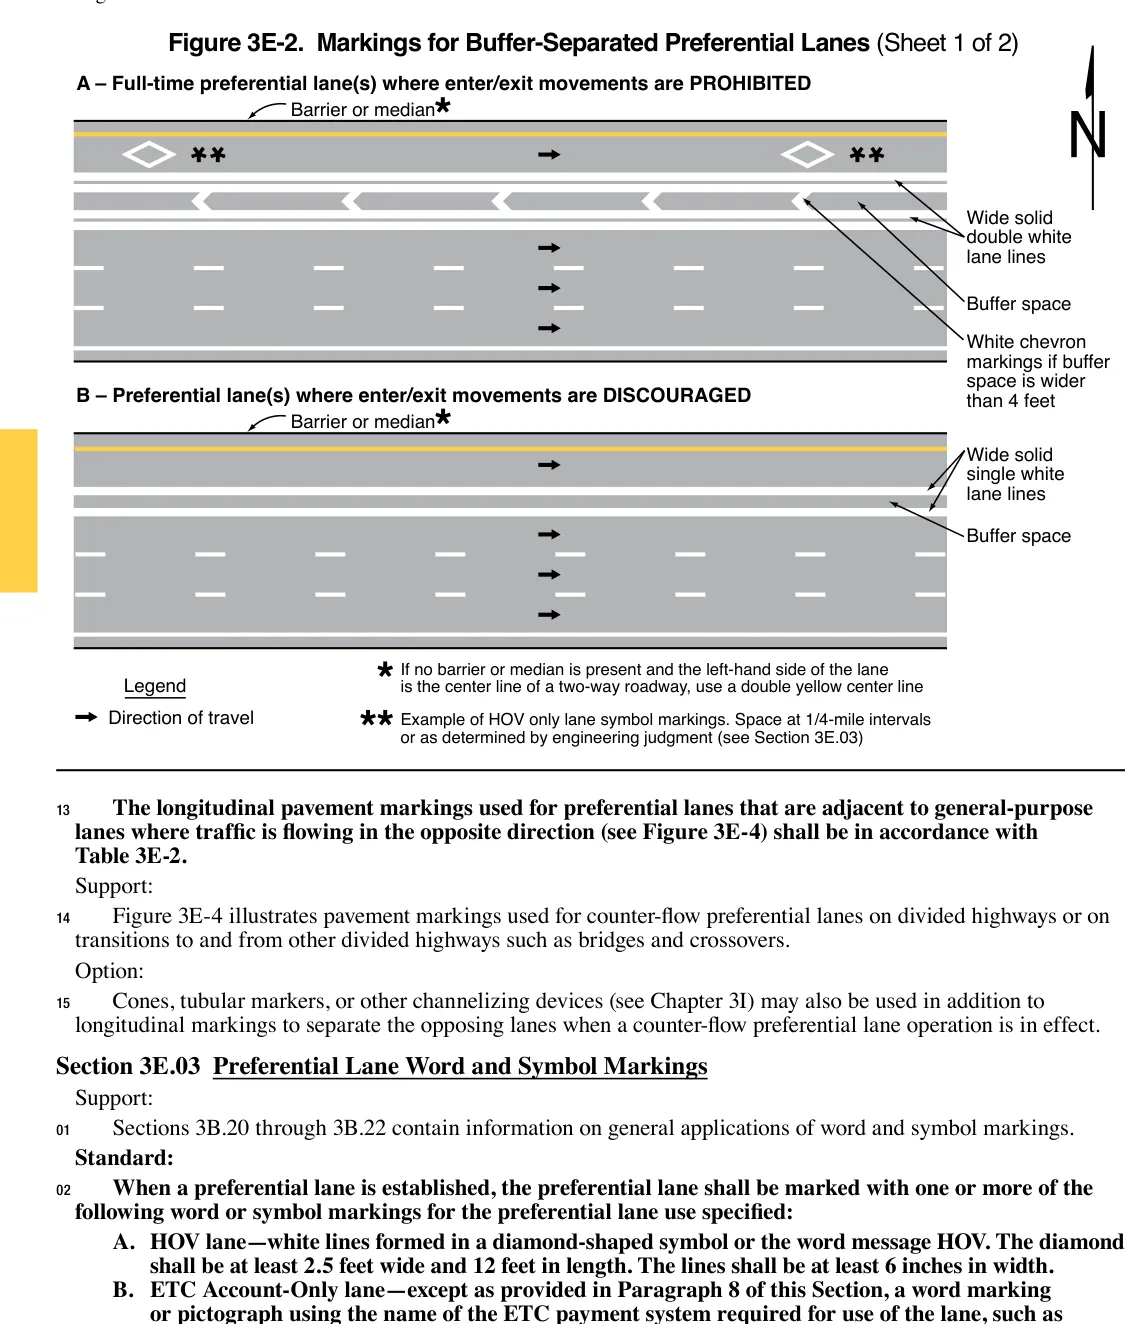 Figure 3E-2. Markings for Buffer-Separated Preferential Lanes (Sheet 1 of 2)
A – Full-time preferential lane(s) where enter/exit movements are PROHIBITED
Barrier or median*
N
**
**
Wide solid
double white
lane lines
Buffer space
White chevron
markings if buffer
space is wider
than 4 feet
B – Preferential lane(s) where enter/exit movements are DISCOURAGED
Barrier or median*
Wide solid
single white
lane lines
Buffer space
Legend
Direction of travel
* If no barrier or median is present and the left-hand side of the lane
is the center line of a two-way roadway, use a double yellow center line
** Example of HOV only lane symbol markings. Space at 1/4-mile intervals
or as determined by engineering judgment (see Section 3E.03)
13 The longitudinal pavement markings used for preferential lanes that are adjacent to general-purpose
lanes where traffic is flowing in the opposite direction (see Figure 3E-4) shall be in accordance with
Table 3E-2.
Support:
14 Figure 3E-4 illustrates pavement markings used for counter-flow preferential lanes on divided highways or on
transitions to and from other divided highways such as bridges and crossovers.
Option:
15 Cones, tubular markers, or other channelizing devices (see Chapter 3I) may also be used in addition to
longitudinal markings to separate the opposing lanes when a counter-flow preferential lane operation is in effect.
Section 3E.03 Preferential Lane Word and Symbol Markings
Support:
01 Sections 3B.20 through 3B.22 contain information on general applications of word and symbol markings.
Standard:
02 When a preferential lane is established, the preferential lane shall be marked with one or more of the
following word or symbol markings for the preferential lane use specified:
A. HOV lane—white lines formed in a diamond-shaped symbol or the word message HOV. The diamond
shall be at least 2.5 feet wide and 12 feet in length. The lines shall be at least 6 inches in width.
B. ETC Account-Only lane—except as provided in Paragraph 8 of this Section, a word marking
or pictograph using the name of the ETC payment system required for use of the lane, such as